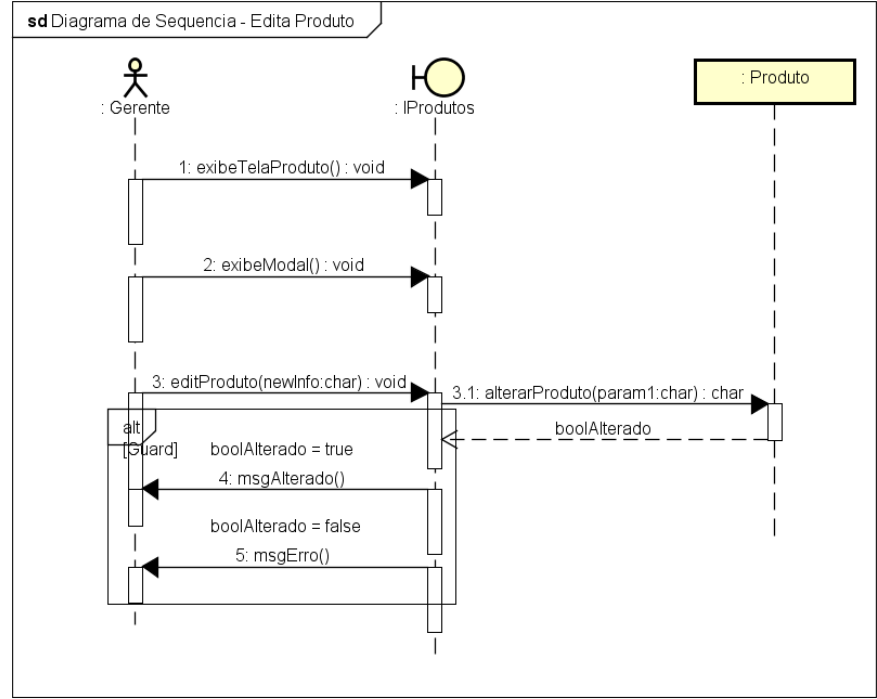 sd Diagrama de Sequencia - Edita Produto
: Gerente
: IProdutos
: Produto
1: exibeTelaProduto() : void
2: exibeModal() : void
3: editProduto(newInfo:char) : void
3.1: alterarProduto(param1:char) : char
alt
boolAlterado
[Guard]
boolAlterado = true
4: msgAlterado()
boolAlterado = false
5: msgErro()